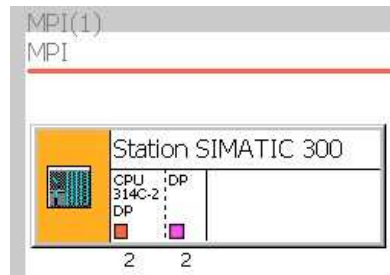 MPI(1)
MPI
Station SIMATIC 300
CPU DP
314C-2
DP
2 2